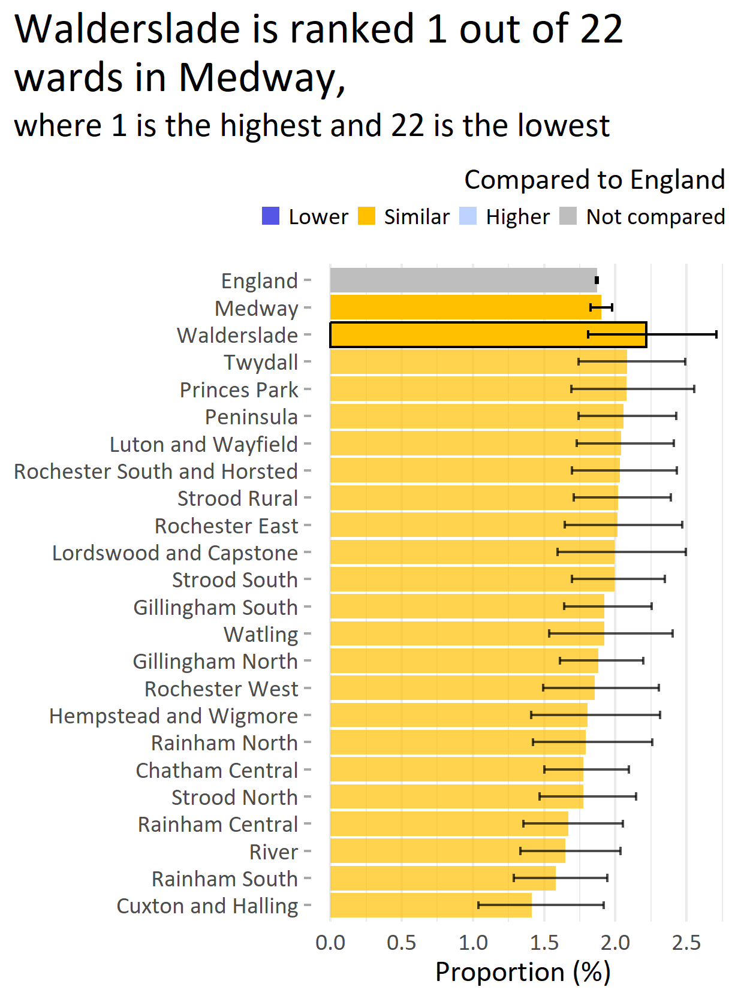 Walderslade is ranked 1 out of 22
wards in Medway,
where 1 is the highest and 22 is the lowest
Compared to England
Lower Similar Higher Not compared
England
Medway
Walderslade
Twydall
Princes Park
Peninsula
Luton and Wayfield
Rochester South and Horsted
Strood Rural
Rochester East
Lordswood and Capstone
Strood South
Gillingham South
Watling
Gillingham North
Rochester West
Hempstead and Wigmore
Rainham North
Chatham Central
Strood North
Rainham Central
River
Rainham South
Cuxton and Halling
0.0 0.5 1.0 1.5 2.0 2.5
Proportion (%)